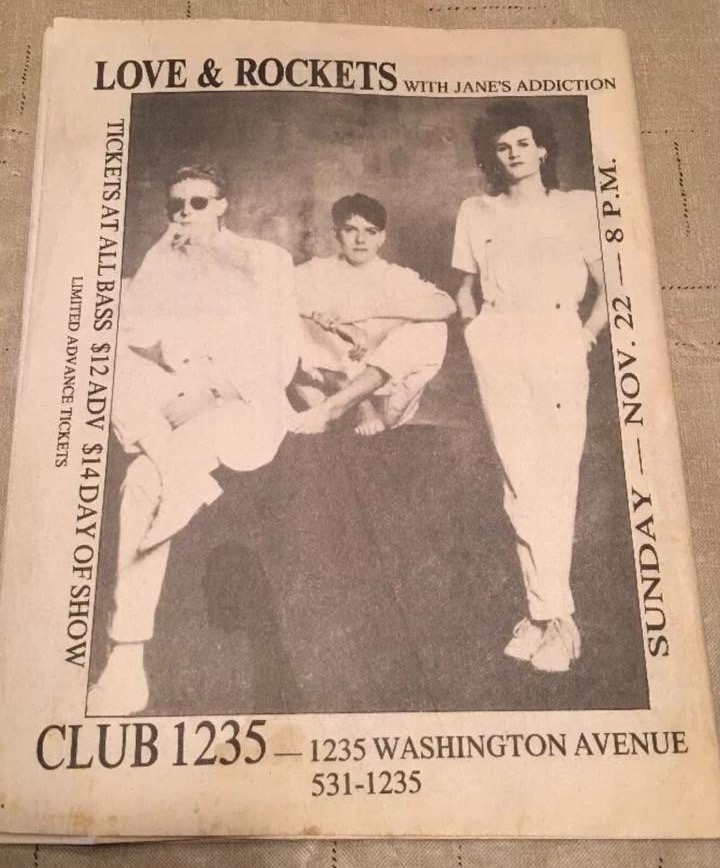 LOVE & ROCKETS WITH JANE'S ADDICTION
TICKETS AT ALL BASS $12 ADV $14 DAY OF SHOW
LIMITED ADVANCE TICKETS
SUNDAY — NOV. 22 — 8 P.M.
CLUB 1235 — 1235 WASHINGTON AVENUE
531-1235